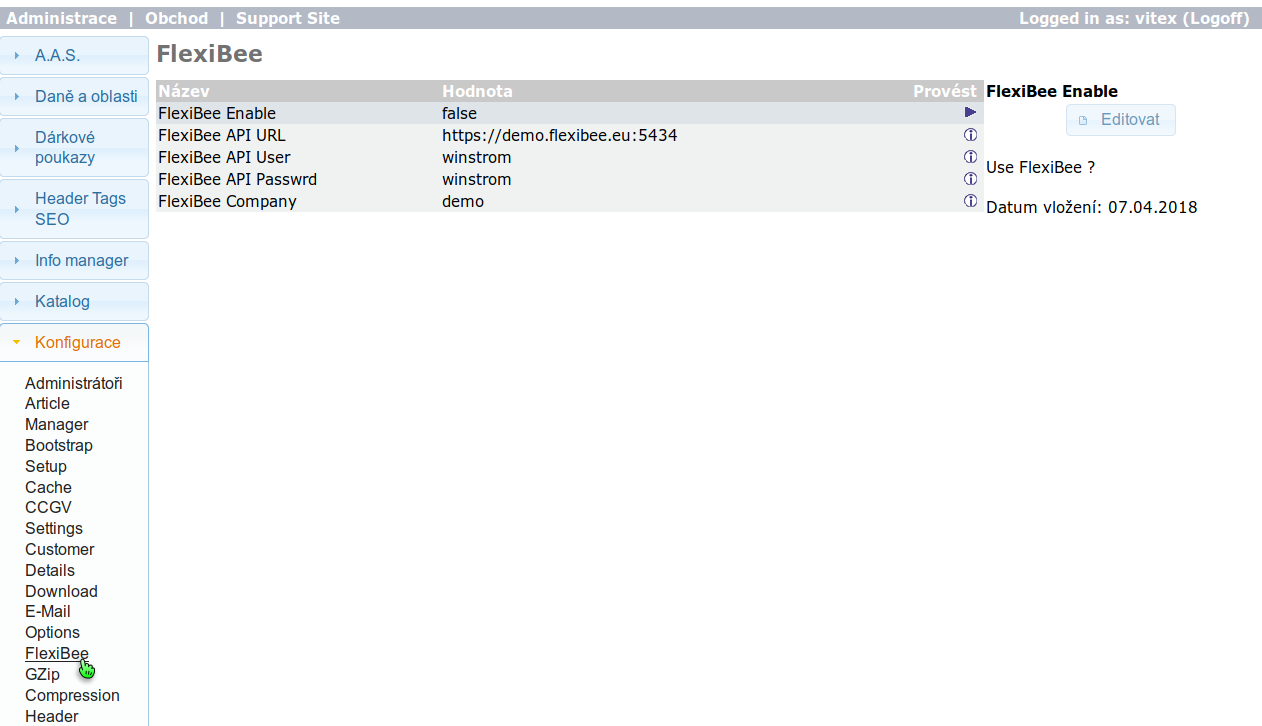 Administrace | Obchod | Support Site
Logged in as: vitex (Logoff)
A.A.S.
Daně a oblasti
Dárkové
poukazy
Header Tags
SEO
Info manager
Katalog
Konfigurace
Administrátoři
Article
Manager
Bootstrap
Setup
Cache
CCGV
Settings
Customer
Details
Download
E-Mail
Options
FlexiBee
GZip
Compression
Header
FlexiBee
Název Hodnota Provést
FlexiBee Enable false
FlexiBee API URL https://demo.flexibee.eu:5434
FlexiBee API User winstrom
FlexiBee API Passwrd winstrom
FlexiBee Company demo
FlexiBee Enable
Editovat
Use FlexiBee ?
Datum vložení: 07.04.2018